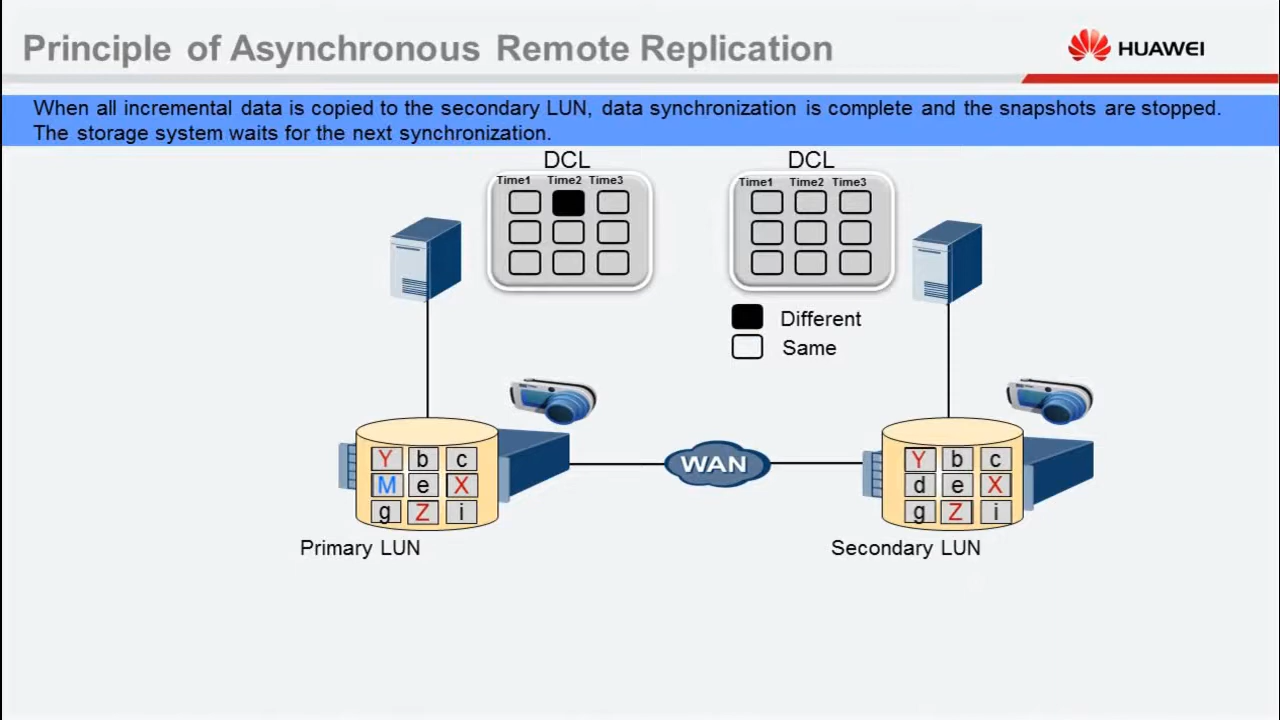 Principle of Asynchronous Remote Replication
HUAWEI
When all incremental data is copied to the secondary LUN, data synchronization is complete and the snapshots are stopped.
The storage system waits for the next synchronization.
DCL
DCL
Time1 Time2 Time3
Time1 Time2 Time3
Different
Same
WAN
Y b c
M e X
g Z i
Y b c
d e X
g Z i
Primary LUN
Secondary LUN